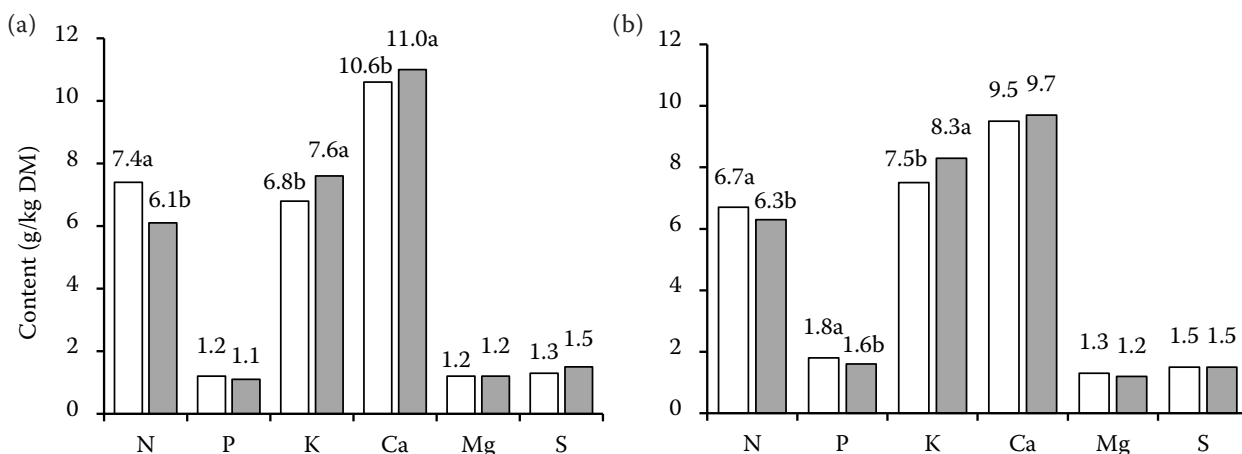 (a)
Content (g/kg DM)
12
10
8
6
4
2
0
7.4a
6.1b
1.2
1.1
6.8b
7.6a
10.6b
11.0a
1.2
1.2
1.3
1.5
N P K Ca Mg S
(b)
12
10
8
6
4
2
0
6.7a
6.3b
1.8a
1.6b
7.5b
8.3a
9.5
9.7
1.3
1.2
1.5
1.5
N P K Ca Mg S